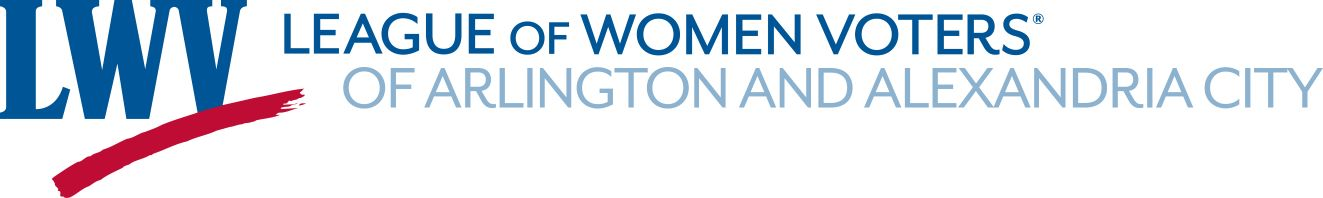 LWV
LEAGUE OF WOMEN VOTERS®
OF ARLINGTON AND ALEXANDRIA CITY